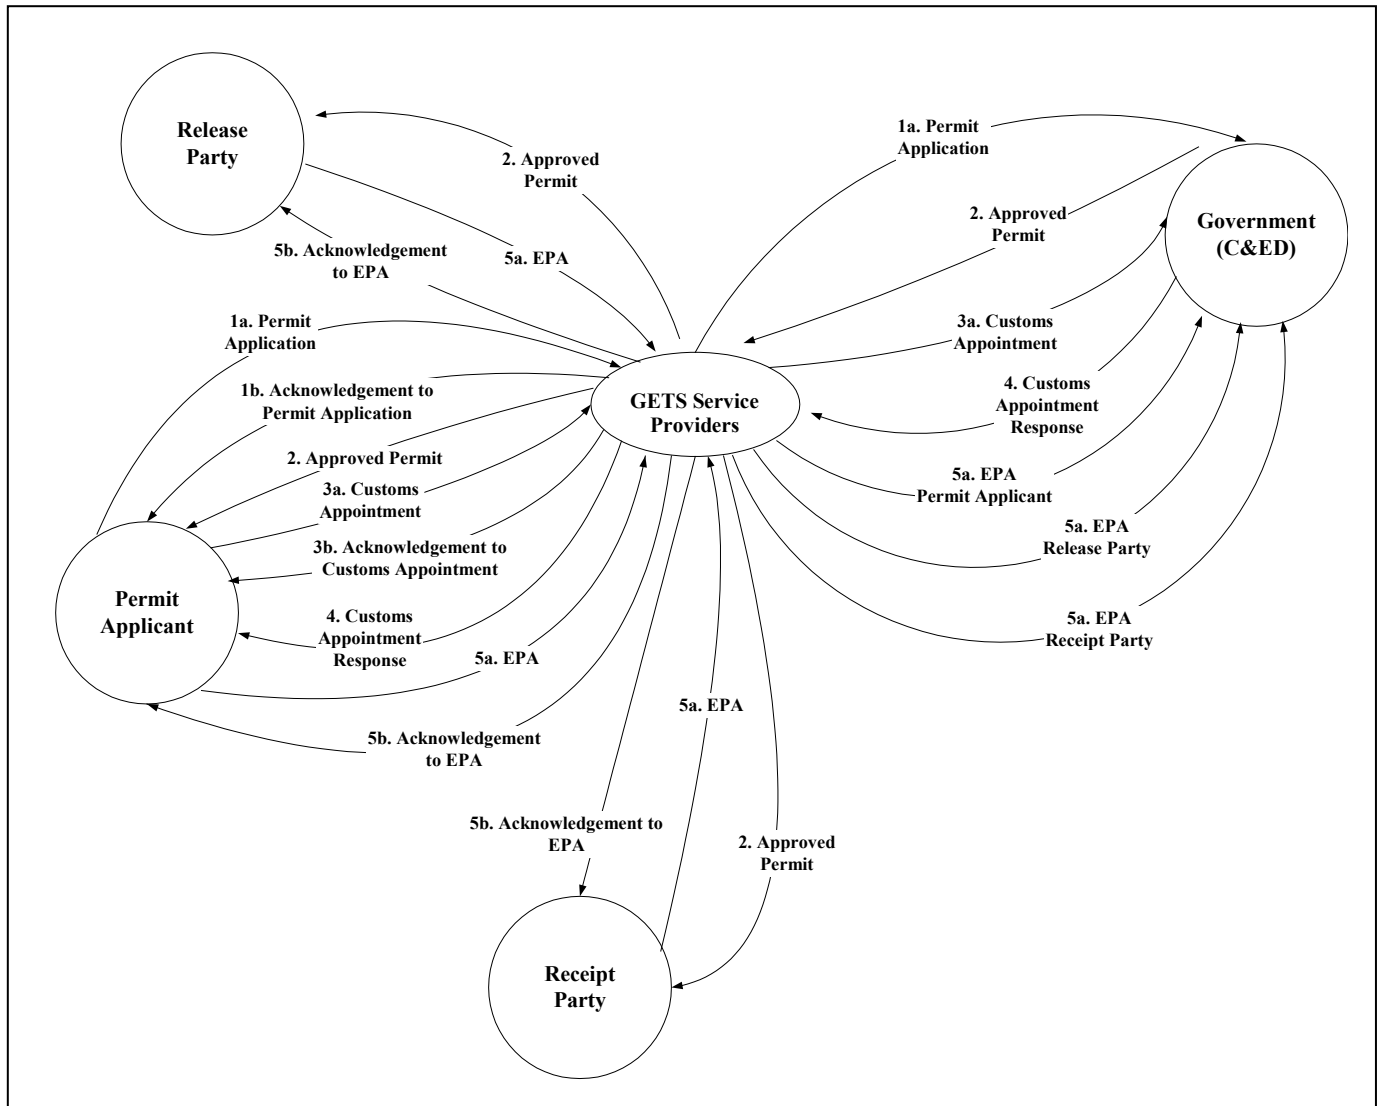 Release
Party
2. Approved
Permit
1a. Permit
Application
Government
(C&ED)
2. Approved
Permit
5b. Acknowledgement
to EPA
5a. EPA
1a. Permit
Application
3a. Customs
Appointment
1b. Acknowledgement to
Permit Application
GETS Service
Providers
4. Customs
Appointment
Response
2. Approved Permit
3a. Customs
Appointment
5a. EPA
Permit Applicant
5a. EPA
Release Party
3b. Acknowledgement to
Customs Appointment
Permit
Applicant
4. Customs
Appointment
Response
5a. EPA
Receipt Party
5a. EPA
5a. EPA
5b. Acknowledgement
to EPA
5b. Acknowledgement to
EPA
2. Approved
Permit
Receipt
Party